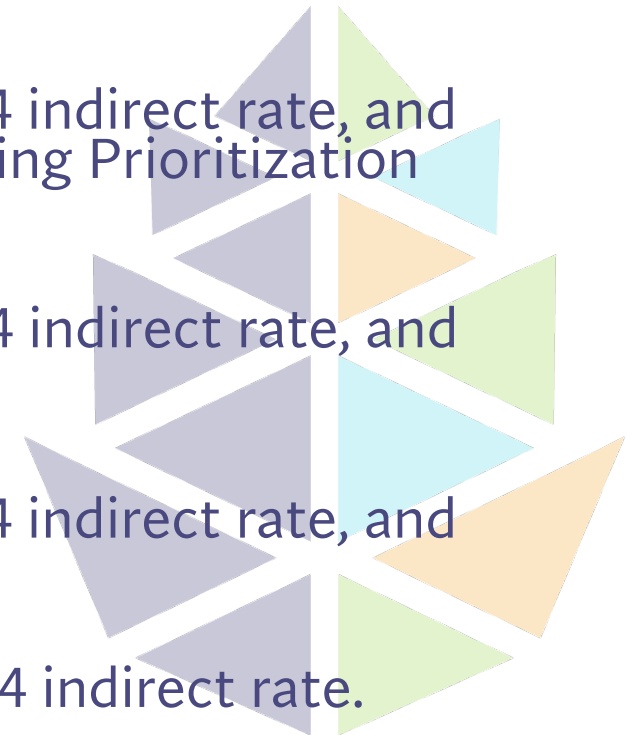 4 indirect rate, and
ing Prioritization
4 indirect rate, and
4 indirect rate, and
4 indirect rate.